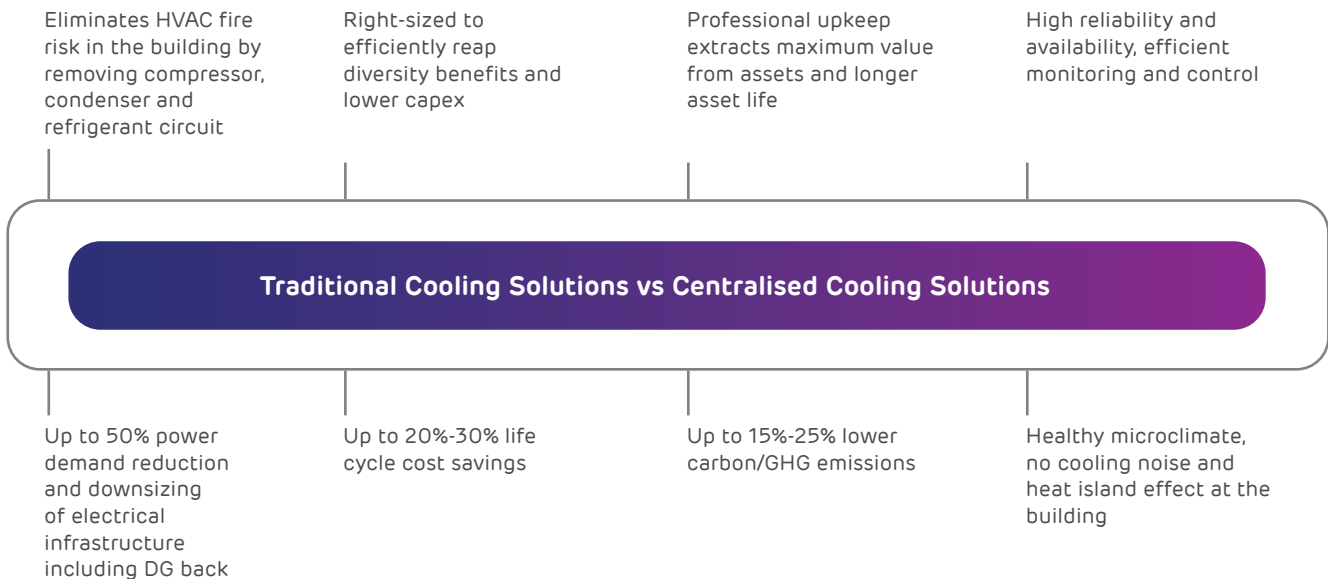 Eliminates HVAC fire
risk in the building by
removing compressor,
condenser and
refrigerant circuit
Right-sized to
efficiently reap
diversity benefits and
lower capex
Professional upkeep
extracts maximum value
from assets and longer
asset life
High reliability and
availability, efficient
monitoring and control
Traditional Cooling Solutions vs Centralised Cooling Solutions
Up to 50% power
demand reduction
and downsizing
of electrical
infrastructure
including DG back
Up to 20%-30% life
cycle cost savings
Up to 15%-25% lower
carbon/GHG emissions
Healthy microclimate,
no cooling noise and
heat island effect at the
building